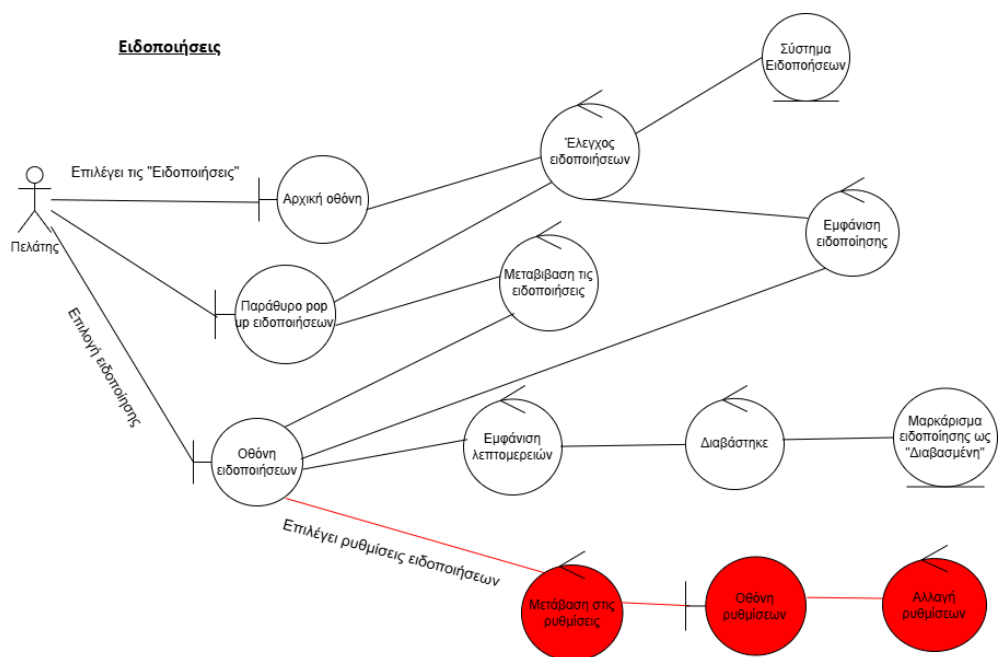 Ειδοποιήσεις
Σύστημα
Ειδοποήσεων
Έλεγχος
ειδοποιήσεων
Επιλέγει τις "Ειδοποιήσεις"
Αρχική οθόνη
Πελάτης
Εμφάνιση
ειδοποίησης
Μεταβιβαση τις
ειδοποιήσεις
Παράθυρο pop
up ειδοποιήσεων
Επιλογή ειδοποίησης
Οθόνη
ειδοποιήσεων
Εμφάνιση
λεπτομερειών
Διαβάστηκε
Μαρκάρισμα
ειδοποίησης ως
"Διαβασμένη"
Επιλέγει ρυθμίσεις ειδοποιήσεων
Μετάβαση στις
ρυθμίσεις
Οθόνη
ρυθμίσεων
Αλλαγή
ρυθμίσεων